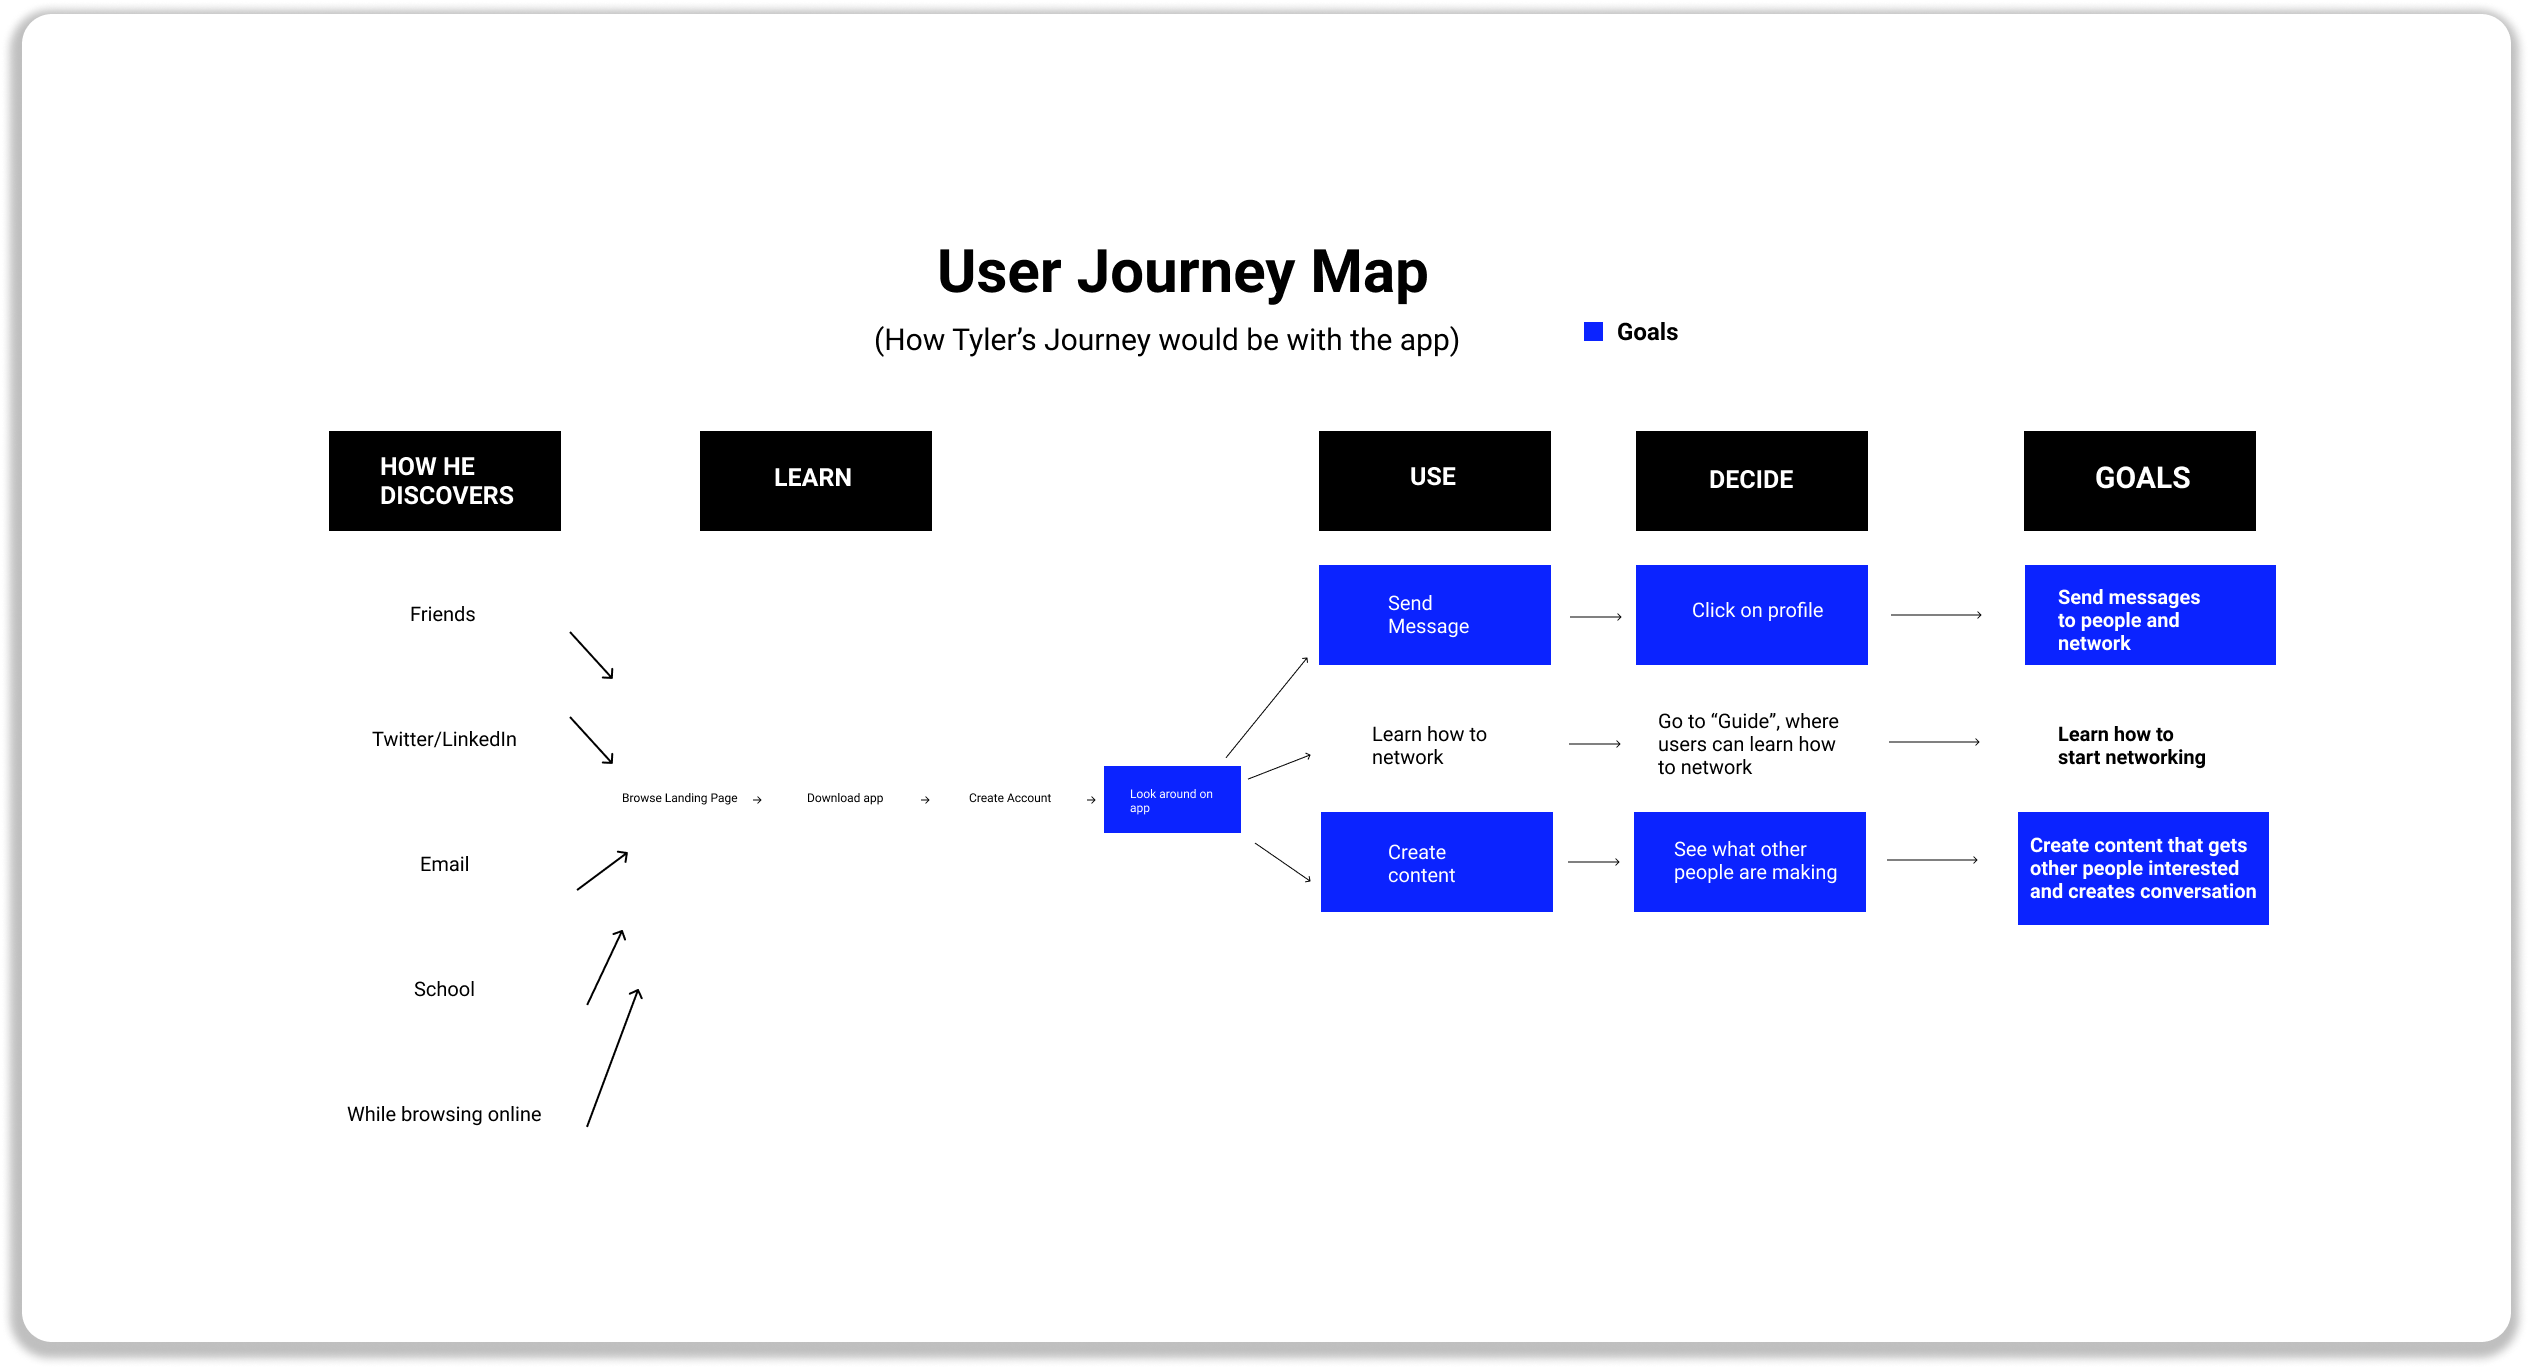 User Journey Map
(How Tyler’s Journey would be with the app)
Goals
HOW HE
DISCOVERS
LEARN
USE
DECIDE
GOALS
Friends
Twitter/LinkedIn
Email
School
While browsing online
Browse Landing Page
Download app
Create Account
Look around on
app
Send
Message
Click on profile
Send messages
to people and
network
Learn how to
network
Go to “Guide”, where
users can learn how
to network
Learn how to
start networking
Create
content
See what other
people are making
Create content that gets
other people interested
and creates conversation